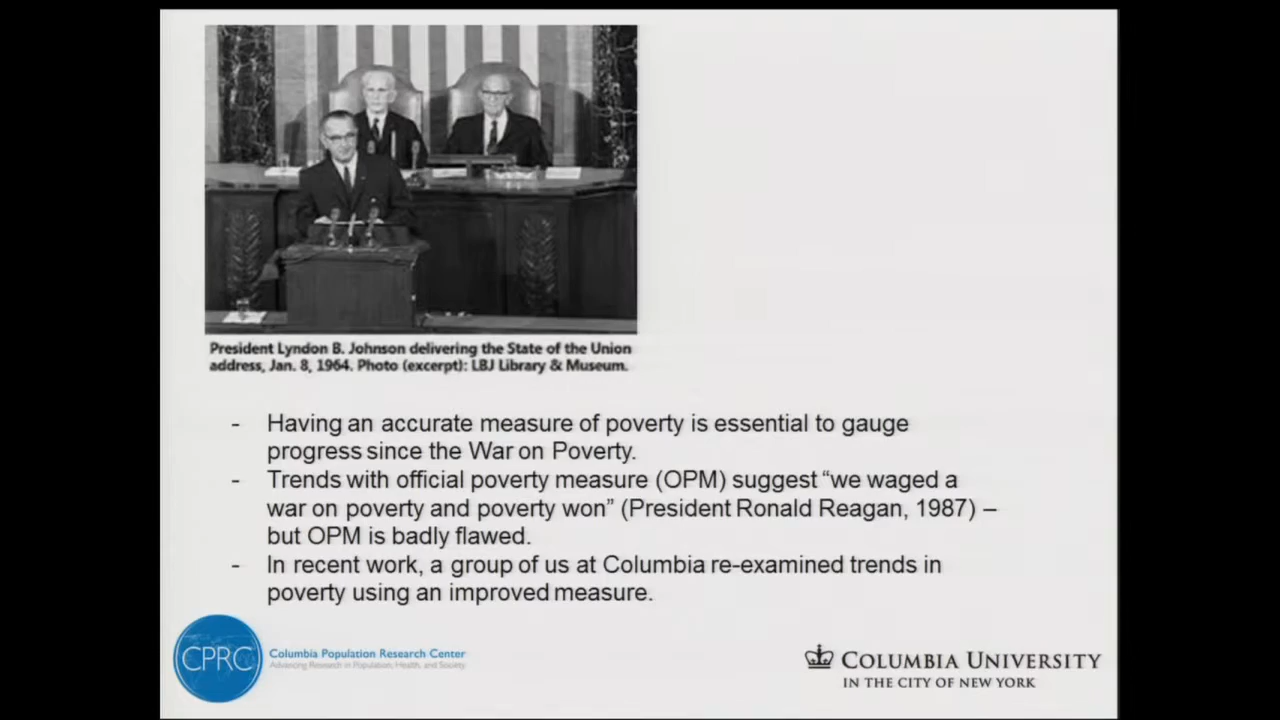 President Lyndon B. Johnson delivering the State of the Union
address, Jan. 8, 1964. Photo (excerpt): LBJ Library & Museum.
- Having an accurate measure of poverty is essential to gauge
progress since the War on Poverty.
- Trends with official poverty measure (OPM) suggest “we waged a
war on poverty and poverty won” (President Ronald Reagan, 1987) –
but OPM is badly flawed.
- In recent work, a group of us at Columbia re-examined trends in
poverty using an improved measure.
CPRC
Columbia Population Research Center
Advancing Research in Population, Health, and Society
COLUMBIA UNIVERSITY
IN THE CITY OF NEW YORK